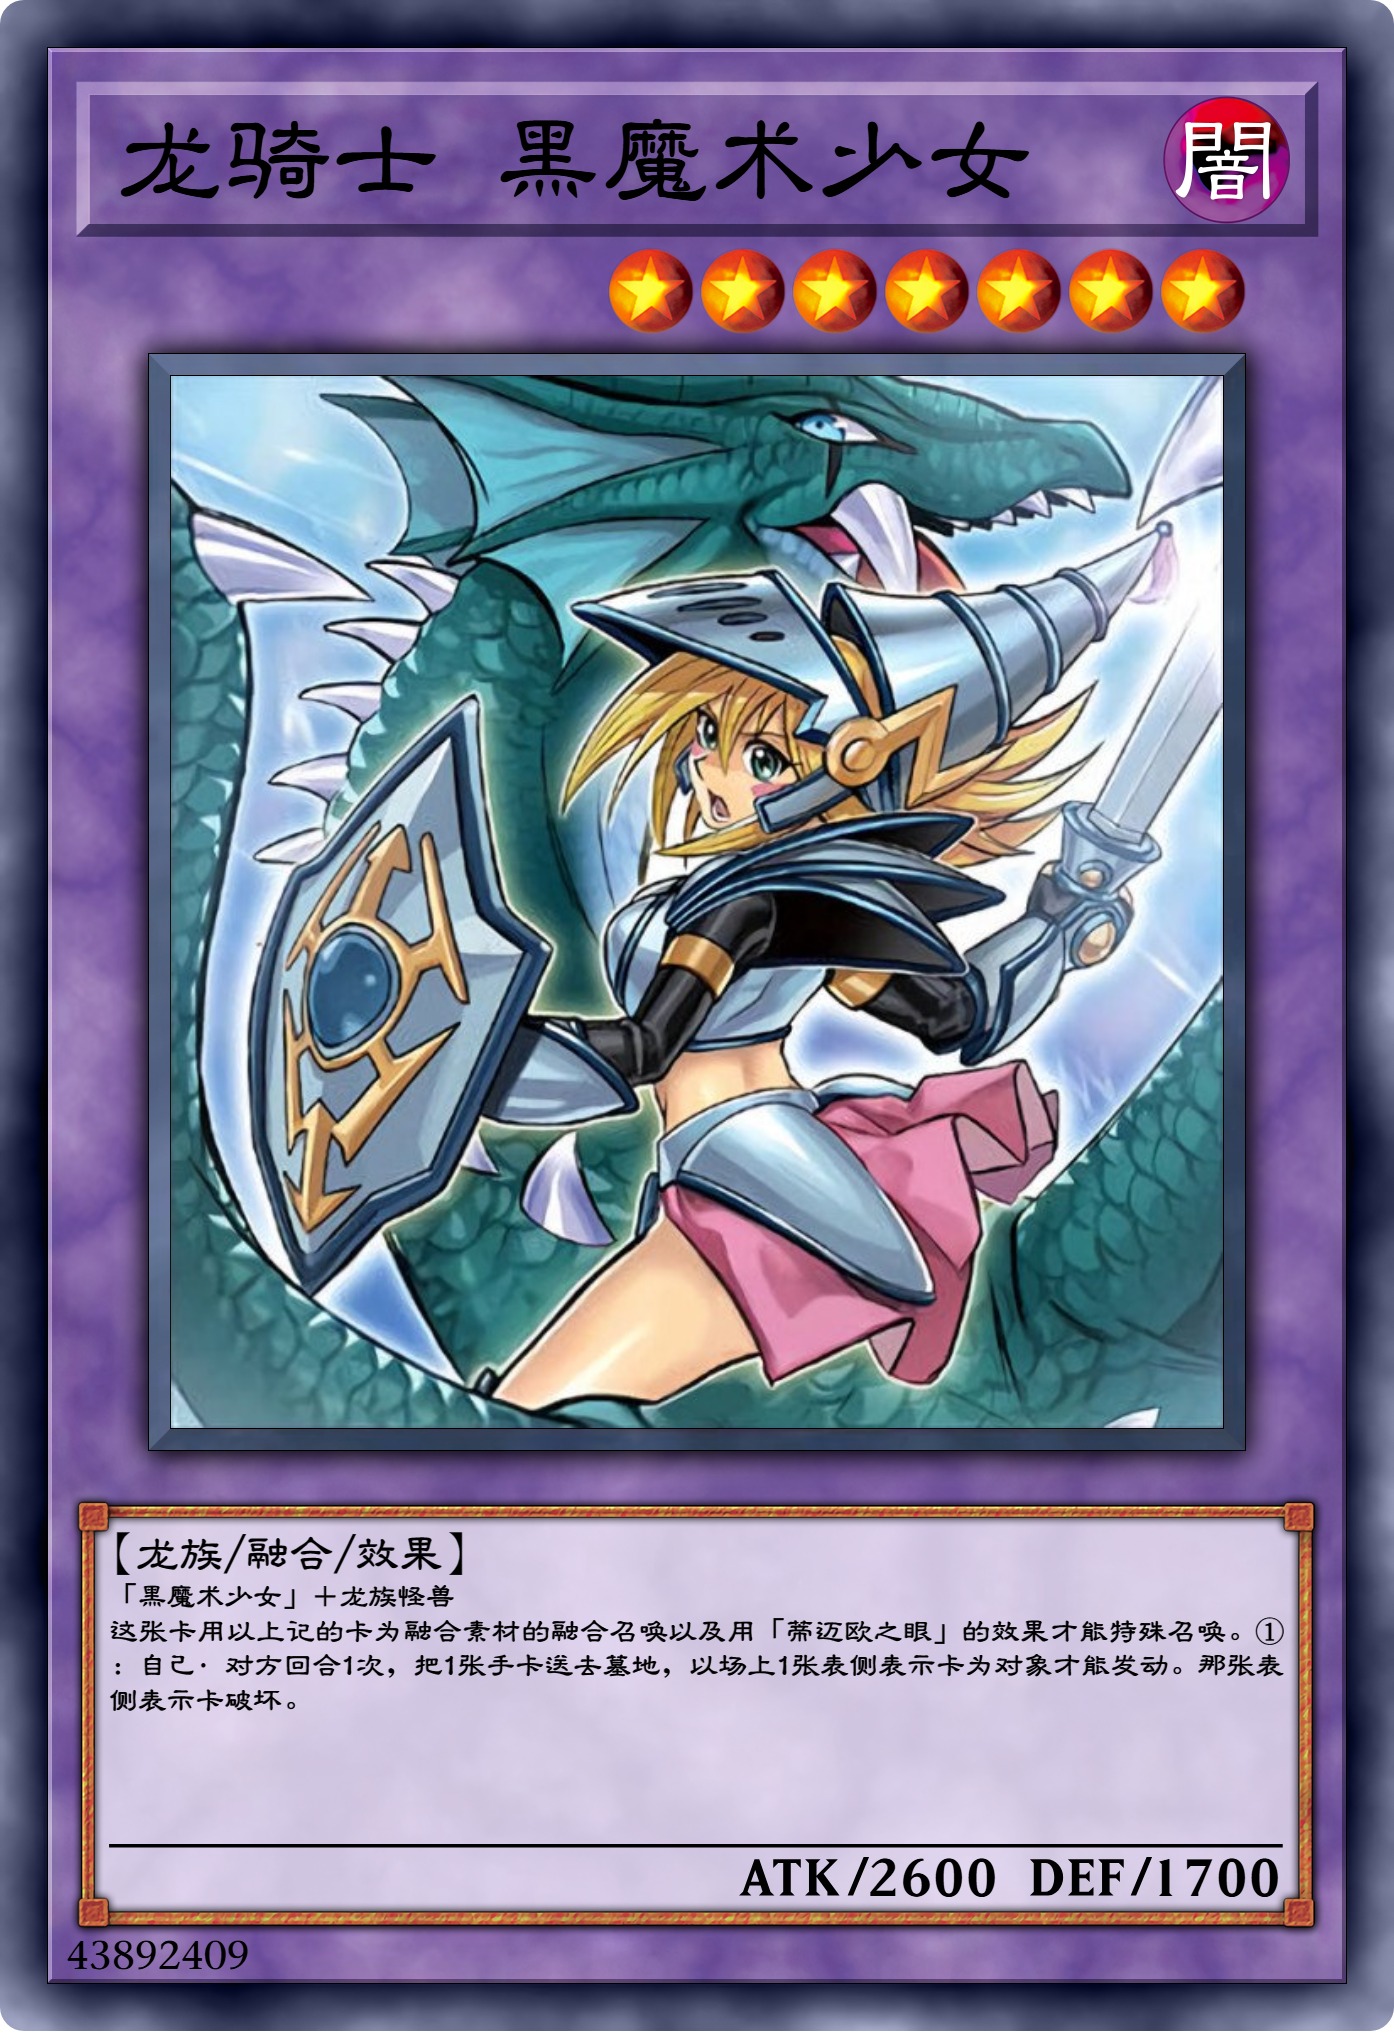 龙骑士 黑魔术少女
闇
【龙族/融合/效果】
「黑魔术少女」＋龙族怪兽
这张卡用以上记的卡为融合素材的融合召唤以及用「蒂迈欧之眼」的效果才能特殊召唤。①
：自己·对方回合1次，把1张手卡送去墓地，以场上1张表侧表示卡为对象才能发动。那张表
侧表示卡破坏。
ATK/2600 DEF/1700
43892409